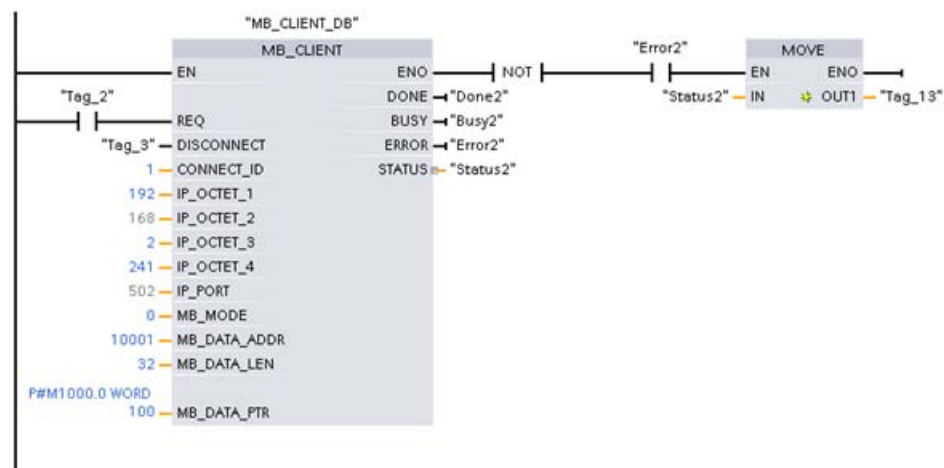 "MB_CLIENT_DB"
MB_CLIENT "Error2" MOVE
EN ENO NOT EN ENO
"Tag_2" DONE "Done2" "Status2" IN OUT1 "Tag_13"
REQ BUSY "Busy2"
"Tag_3" DISCONNECT ERROR "Error2"
1 CONNECT_ID STATUS "Status2"
192 IP_OCTET_1
168 IP_OCTET_2
2 IP_OCTET_3
241 IP_OCTET_4
502 IP_PORT
0 MB_MODE
10001 MB_DATA_ADDR
32 MB_DATA_LEN
P#M1000.0 WORD
100 MB_DATA_PTR